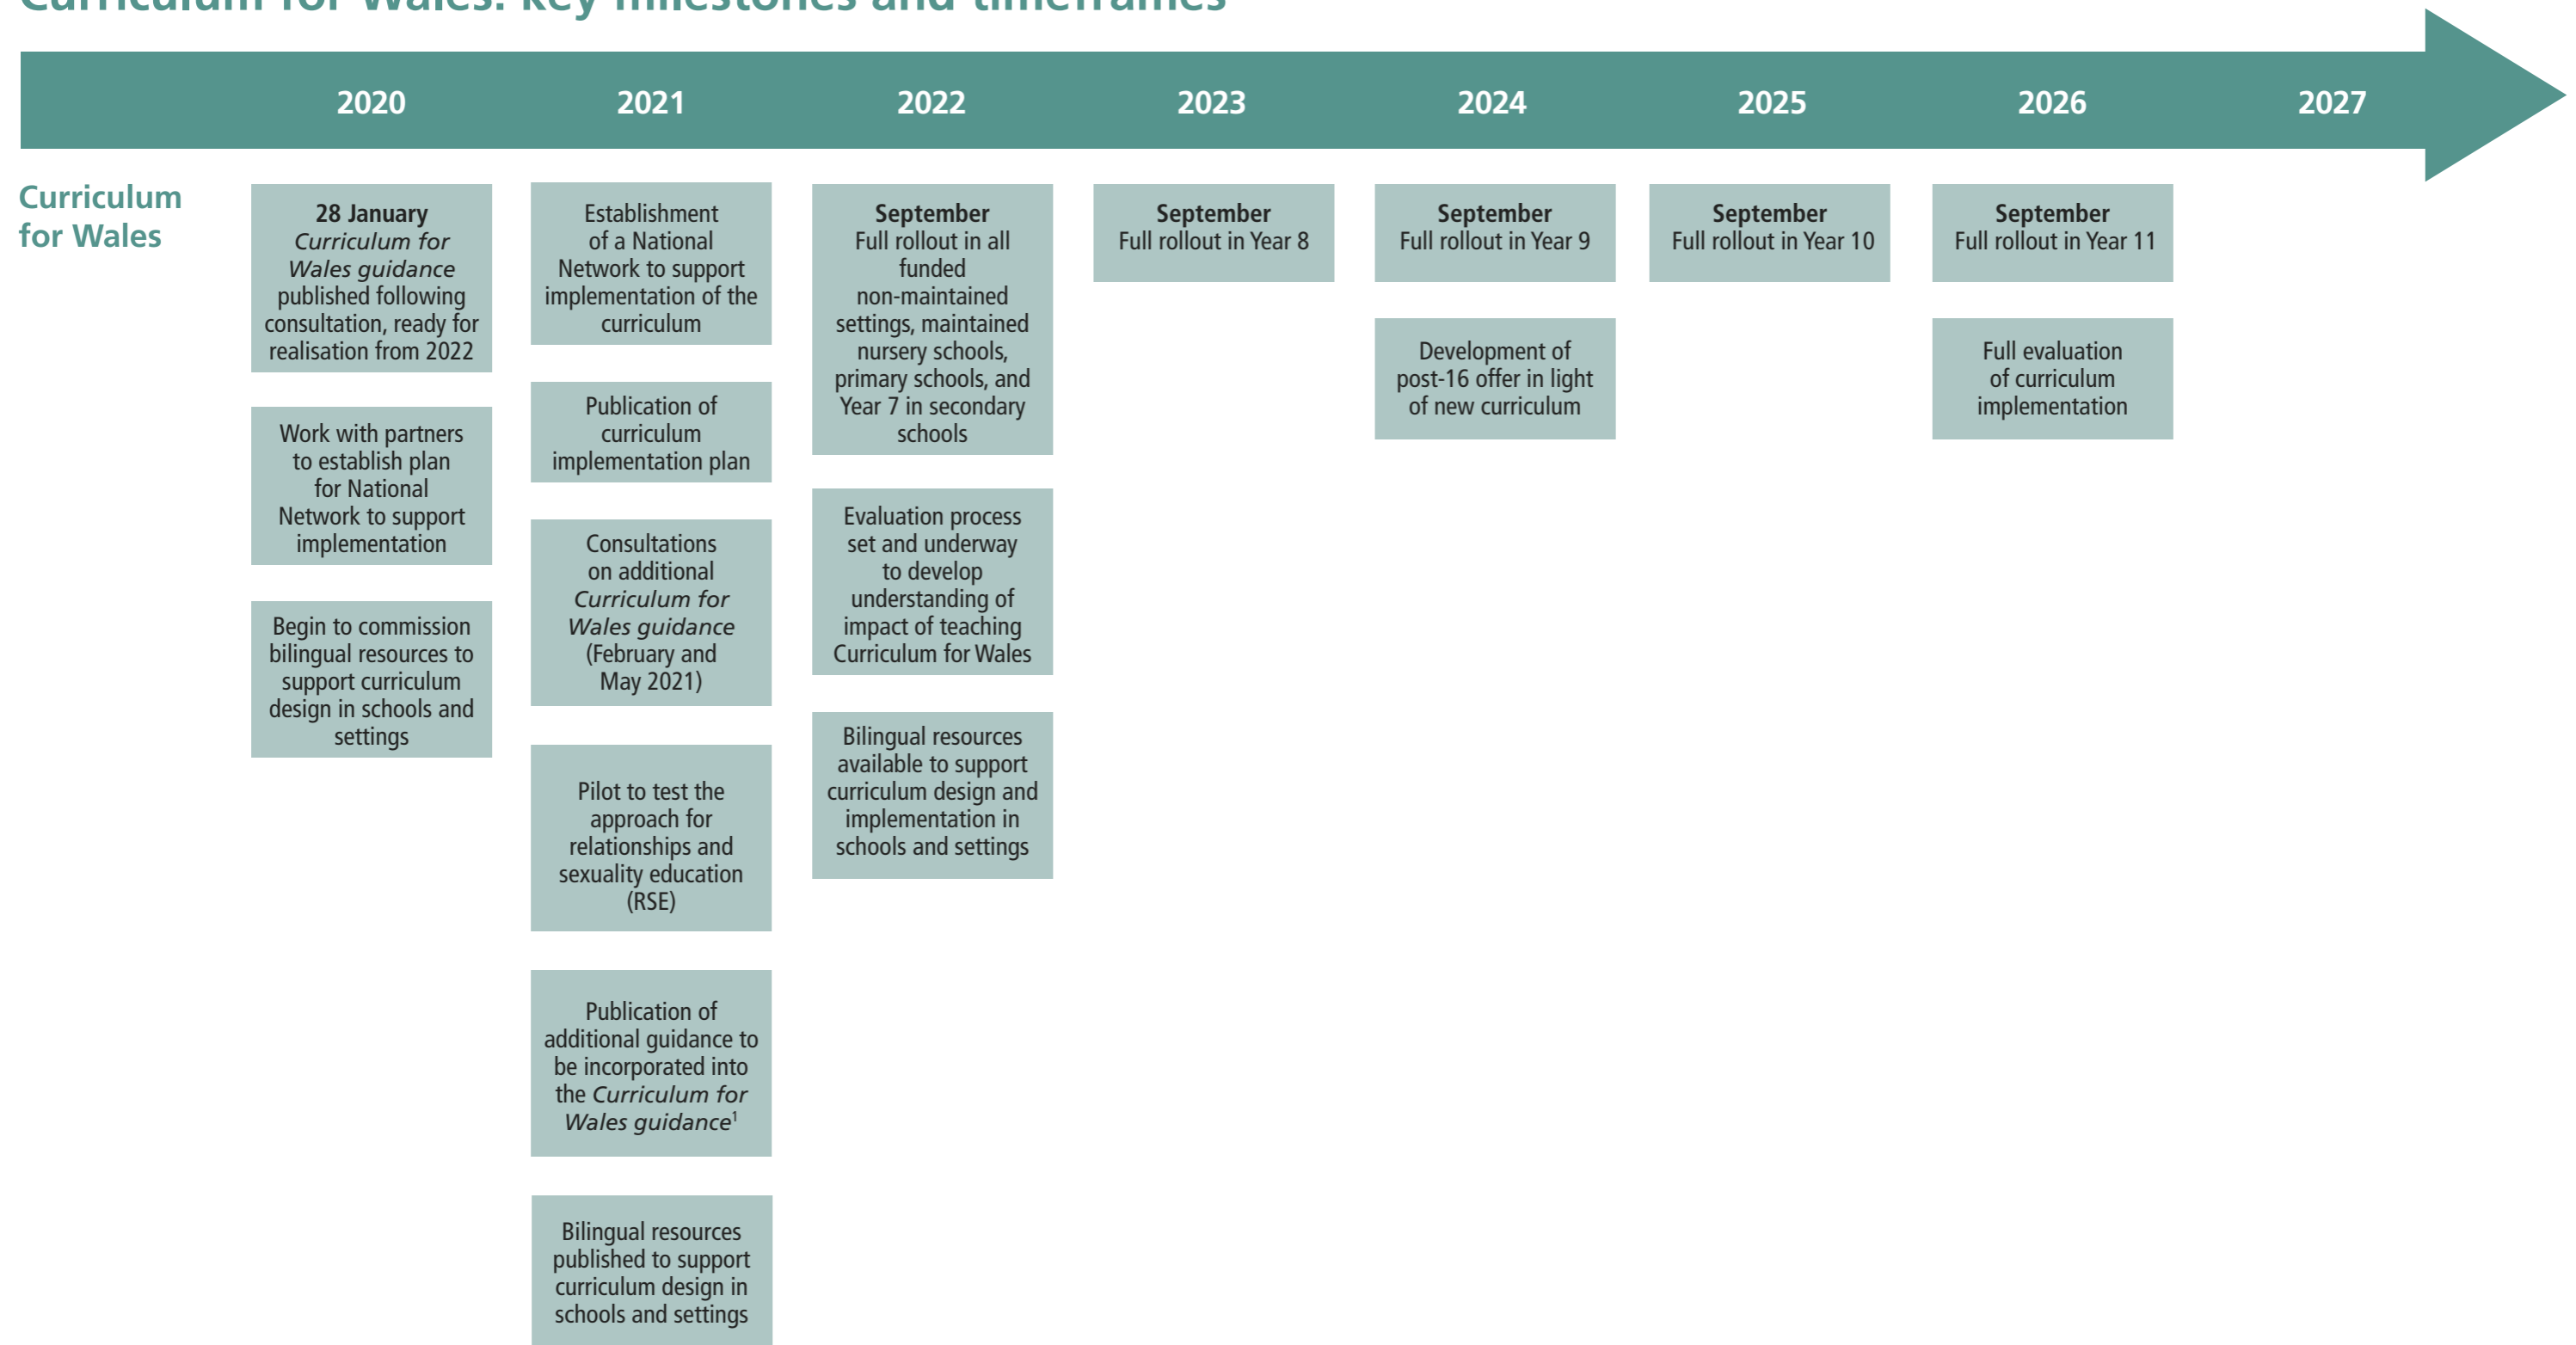 Curriculum for Wales: key milestones and timeframes
2020 2021 2022 2023 2024 2025 2026 2027
Curriculum
for Wales
28 January
Curriculum for
Wales guidance
published following
consultation, ready for
realisation from 2022
Work with partners
to establish plan
for National
Network to support
implementation
Begin to commission
bilingual resources to
support curriculum
design in schools and
settings
Establishment
of a National
Network to support
implementation of the
curriculum
Publication of
curriculum
implementation plan
Consultations
on additional
Curriculum for
Wales guidance
(February and
May 2021)
Pilot to test the
approach for
relationships and
sexuality education
(RSE)
Publication of
additional guidance to
be incorporated into
the Curriculum for
Wales guidance¹
Bilingual resources
published to support
curriculum design in
schools and settings
September
Full rollout in all
funded
non-maintained
settings, maintained
nursery schools,
primary schools, and
Year 7 in secondary
schools
Evaluation process
set and underway
to develop
understanding of
impact of teaching
Curriculum for Wales
Bilingual resources
available to support
curriculum design and
implementation in
schools and settings
September
Full rollout in Year 8
September
Full rollout in Year 9
Development of
post-16 offer in light
of new curriculum
September
Full rollout in Year 10
September
Full rollout in Year 11
Full evaluation
of curriculum
implementation